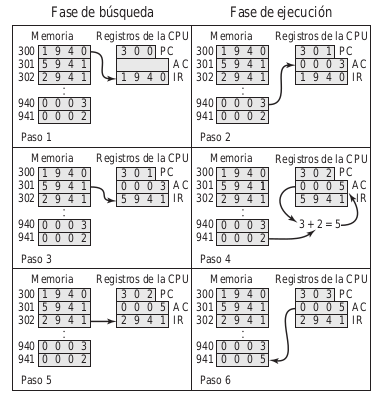 Fase de búsqueda Fase de ejecución
Memoria Registros de la CPU
300 1 9 4 0 3 0 0 PC
301 5 9 4 1 AC
302 2 9 4 1 1 9 4 0 IR
:
940 0 0 0 3
941 0 0 0 2
Paso 1
Memoria Registros de la CPU
300 1 9 4 0 3 0 1 PC
301 5 9 4 1 0 0 0 3 AC
302 2 9 4 1 1 9 4 0 IR
:
940 0 0 0 3
941 0 0 0 2
Paso 2
Memoria Registros de la CPU
300 1 9 4 0 3 0 1 PC
301 5 9 4 1 0 0 0 3 AC
302 2 9 4 1 5 9 4 1 IR
:
940 0 0 0 3
941 0 0 0 2
Paso 3
Memoria Registros de la CPU
300 1 9 4 0 3 0 2 PC
301 5 9 4 1 0 0 0 5 AC
302 2 9 4 1 5 9 4 1 IR
:
940 0 0 0 3 3 + 2 = 5
941 0 0 0 2
Paso 4
Memoria Registros de la CPU
300 1 9 4 0 3 0 2 PC
301 5 9 4 1 0 0 0 5 AC
302 2 9 4 1 2 9 4 1 IR
:
940 0 0 0 3
941 0 0 0 2
Paso 5
Memoria Registros de la CPU
300 1 9 4 0 3 0 3 PC
301 5 9 4 1 0 0 0 5 AC
302 2 9 4 1 2 9 4 1 IR
:
940 0 0 0 3
941 0 0 0 5
Paso 6